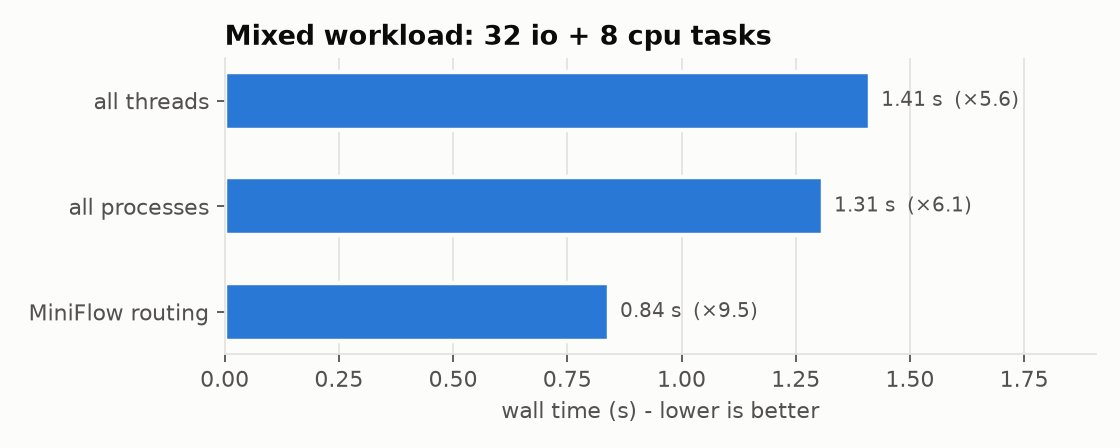 Mixed workload: 32 io + 8 cpu tasks
all threads
1.41 s  (×5.6)
all processes
1.31 s  (×6.1)
MiniFlow routing
0.84 s  (×9.5)
0.00 0.25 0.50 0.75 1.00 1.25 1.50 1.75
wall time (s) - lower is better